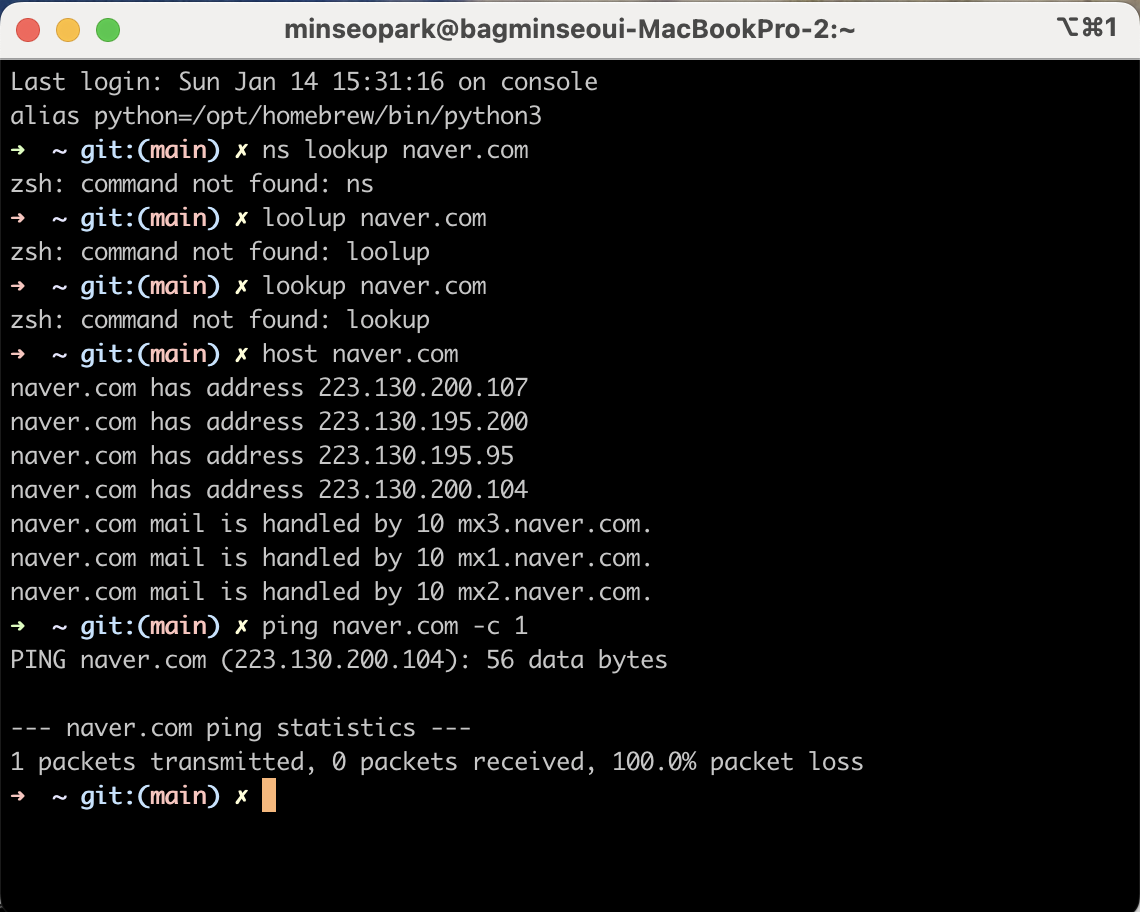 minseopark@bagminseoui-MacBookPro-2:~ ⌥⌘1
Last login: Sun Jan 14 15:31:16 on console
alias python=/opt/homebrew/bin/python3
➜  ~ git:(main) ✗ ns lookup naver.com
zsh: command not found: ns
➜  ~ git:(main) ✗ loolup naver.com
zsh: command not found: loolup
➜  ~ git:(main) ✗ lookup naver.com
zsh: command not found: lookup
➜  ~ git:(main) ✗ host naver.com
naver.com has address 223.130.200.107
naver.com has address 223.130.195.200
naver.com has address 223.130.195.95
naver.com has address 223.130.200.104
naver.com mail is handled by 10 mx3.naver.com.
naver.com mail is handled by 10 mx1.naver.com.
naver.com mail is handled by 10 mx2.naver.com.
➜  ~ git:(main) ✗ ping naver.com -c 1
PING naver.com (223.130.200.104): 56 data bytes
--- naver.com ping statistics ---
1 packets transmitted, 0 packets received, 100.0% packet loss
➜  ~ git:(main) ✗